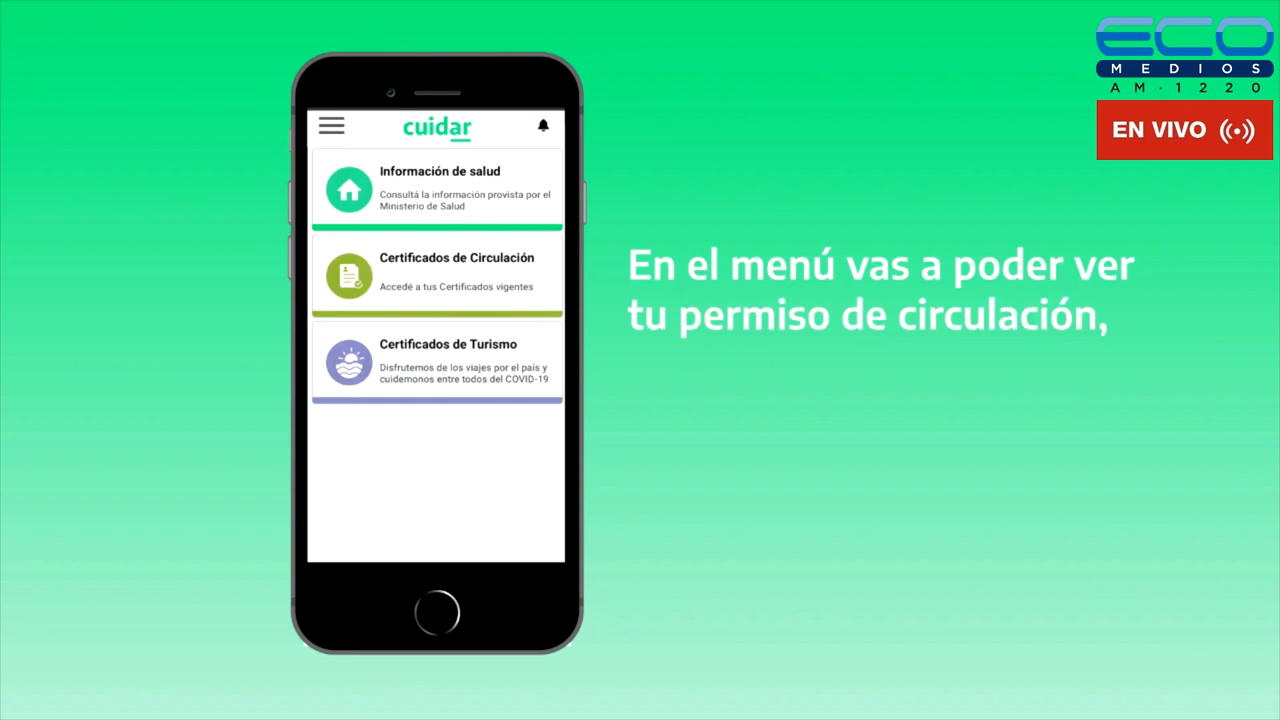 ECO
MEDIOS
AM·1220
EN VIVO
cuidar
Información de salud
Consultá la información provista por el
Ministerio de Salud
Certificados de Circulación
Accedé a tus Certificados vigentes
Certificados de Turismo
Disfrutemos de los viajes por el país y
cuidemonos entre todos del COVID-19
En el menú vas a poder ver
tu permiso de circulación,